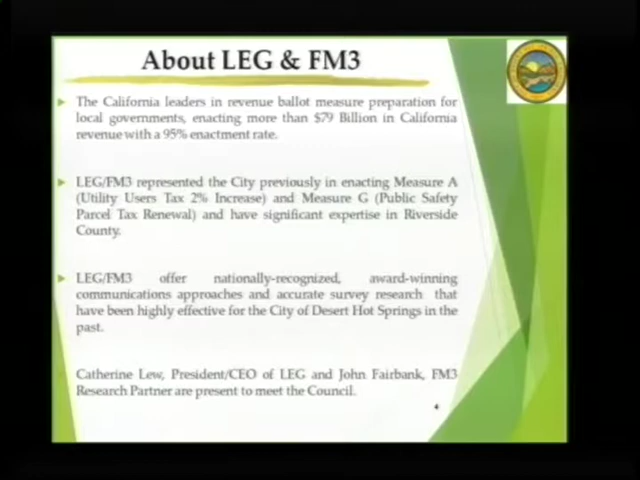 About LEG & FM3
The California leaders in revenue ballot measure preparation for
local governments, enacting more than $79 Billion in California
revenue with a 95% enactment rate.
LEG/FM3 represented the City previously in enacting Measure A
(Utility Users Tax 2% Increase) and Measure G (Public Safety
Parcel Tax Renewal) and have significant expertise in Riverside
County.
LEG/FM3 offer nationally-recognized, award-winning
communications approaches and accurate survey research that
have been highly effective for the City of Desert Hot Springs in the
past.
Catherine Lew, President/CEO of LEG and John Fairbank, FM3
Research Partner are present to meet the Council.
4